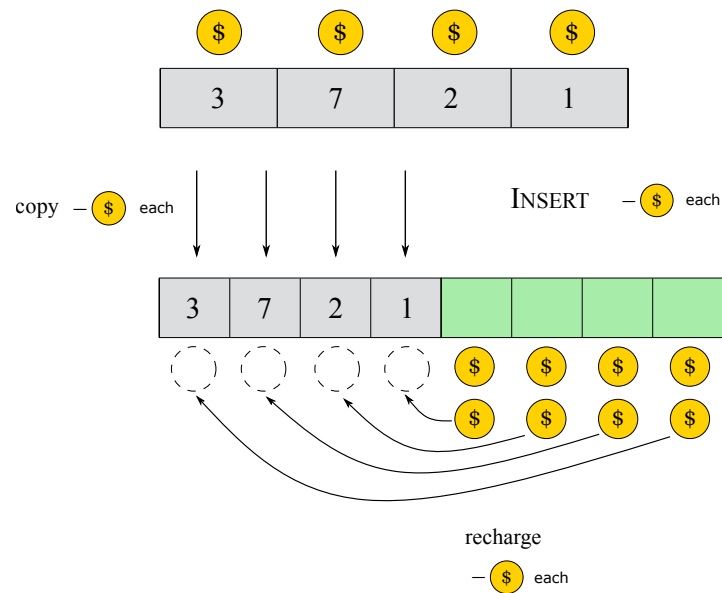 $ $ $ $
3 7 2 1
copy – $ each
INSERT – $ each
3 7 2 1
$ $ $ $
$ $ $ $
recharge
– $ each